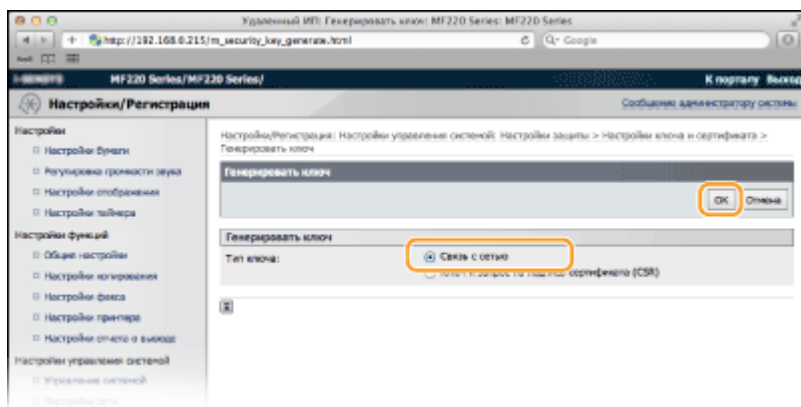 Удаленный ИП: Генерировать ключ: MF220 Series: MF220 Series
http://192.168.0.215/m_security_key_generate.html
Google
MF220 Series/MF220 Series/
К порталу Выход
Настройки/Регистрация
Сообщение администратору системы
Настройки
Настройки бумаги
Регулировка громкости звука
Настройки отображения
Настройки таймера
Настройки функций
Общие настройки
Настройки копирования
Настройки факса
Настройки принтера
Настройки отчета о выводе
Настройки управления системой
Управление системой
Настройки сети
Настройки/Регистрация: Настройки управления системой: Настройки защиты > Настройки ключа и сертификата >
Генерировать ключ
Генерировать ключ
OK Отмена
Генерировать ключ
Тип ключа:
Связь с сетью
Ключ и запрос на подпись сертификата (CSR)